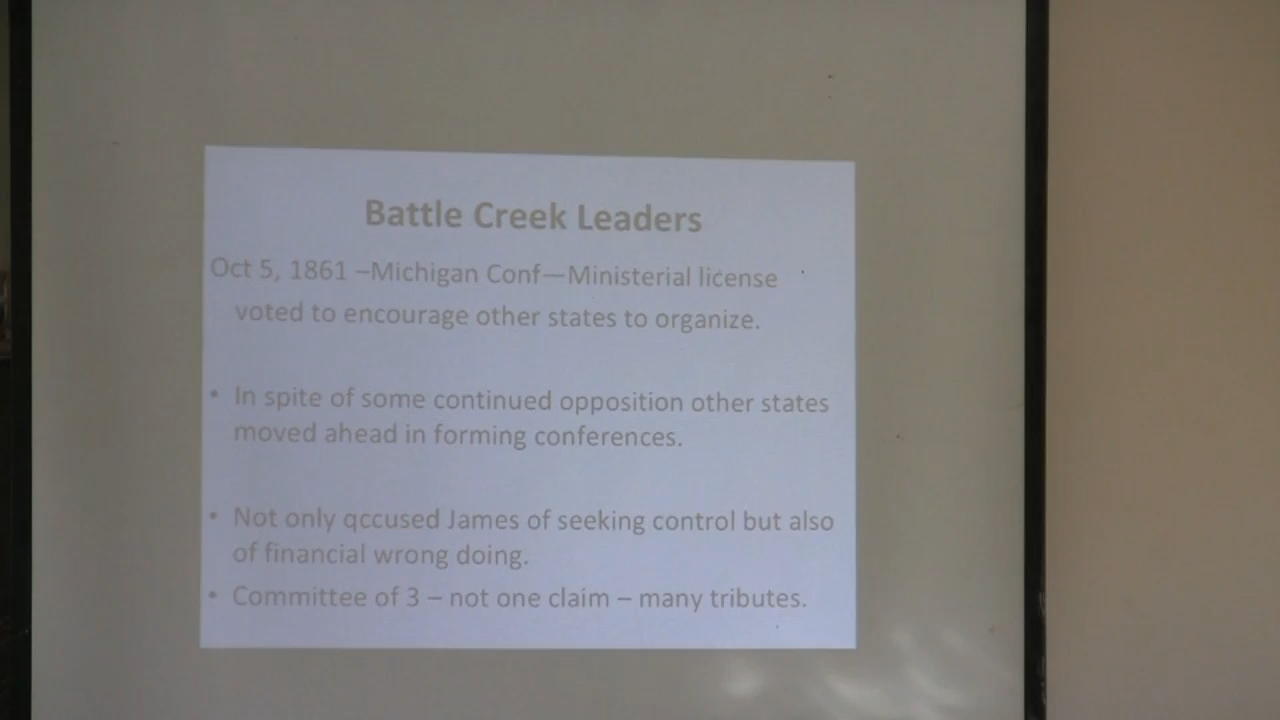 Battle Creek Leaders
Oct 5, 1861 –Michigan Conf—Ministerial license
voted to encourage other states to organize.
• In spite of some continued opposition other states
moved ahead in forming conferences.
• Not only qccused James of seeking control but also
of financial wrong doing.
• Committee of 3 – not one claim – many tributes.